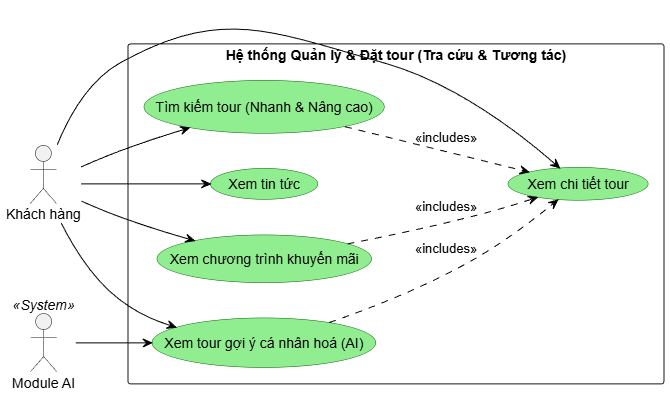 Hệ thống Quản lý & Đặt tour (Tra cứu & Tương tác)
Tìm kiếm tour (Nhanh & Nâng cao)
«includes»
Xem tin tức
Xem chi tiết tour
Khách hàng
«includes»
Xem chương trình khuyến mãi
«includes»
«System»
Xem tour gợi ý cá nhân hoá (AI)
Module AI